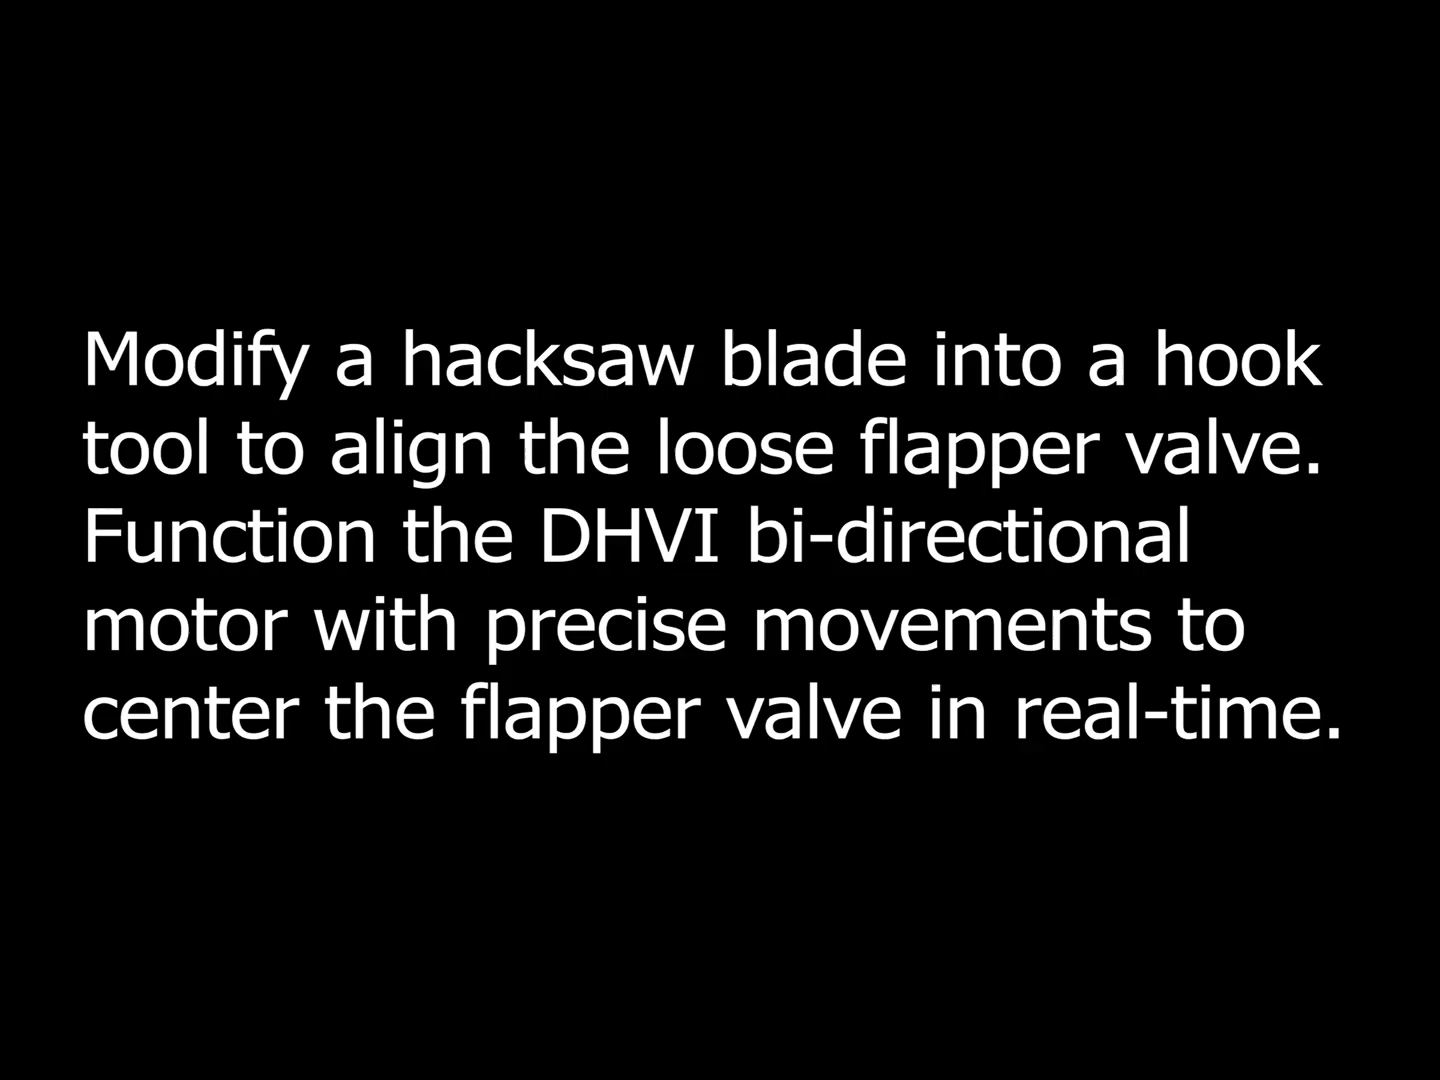 Modify a hacksaw blade into a hook
tool to align the loose flapper valve.
Function the DHVI bi-directional
motor with precise movements to
center the flapper valve in real-time.